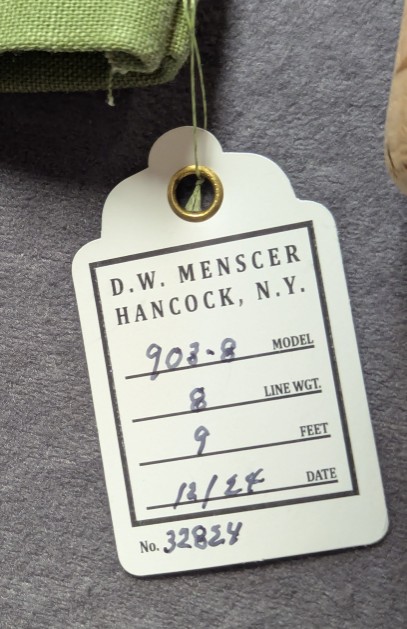 D.W. MENSCER
HANCOCK, N.Y.
903-8 MODEL
8 LINE WGT.
9 FEET
12/24 DATE
No. 32824